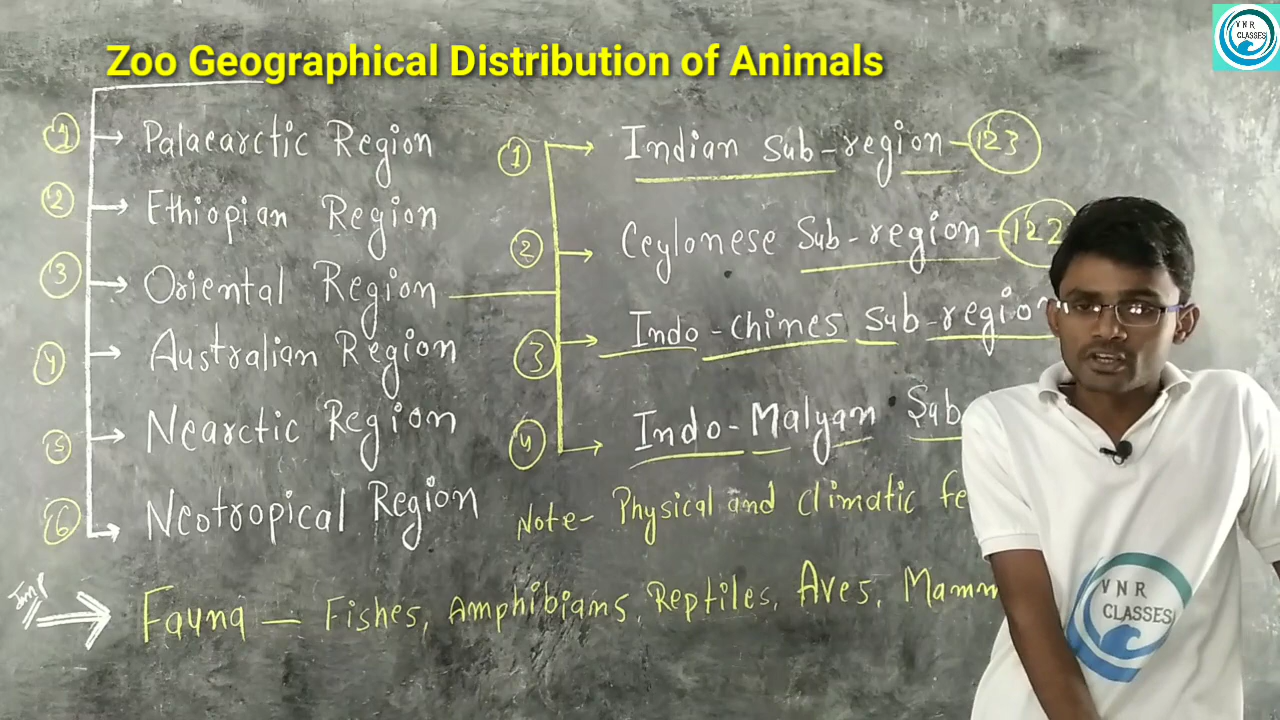 Zoo Geographical Distribution of Animals
VNR
CLASSES
1 Palaearctic Region
2 Ethiopian Region
3 Oriental Region
4 Australian Region
5 Nearctic Region
6 Neotropical Region
1 Indian Sub-region - 123
2 Ceylonese Sub-region - 122
3 Indo-Chimes Sub-region
4 Indo-Malyan Sub
Note- Physical and climatic fe
Imp
Fauna — Fishes, Amphibians, Reptiles, Aves, Mamm
VNR
CLASSES